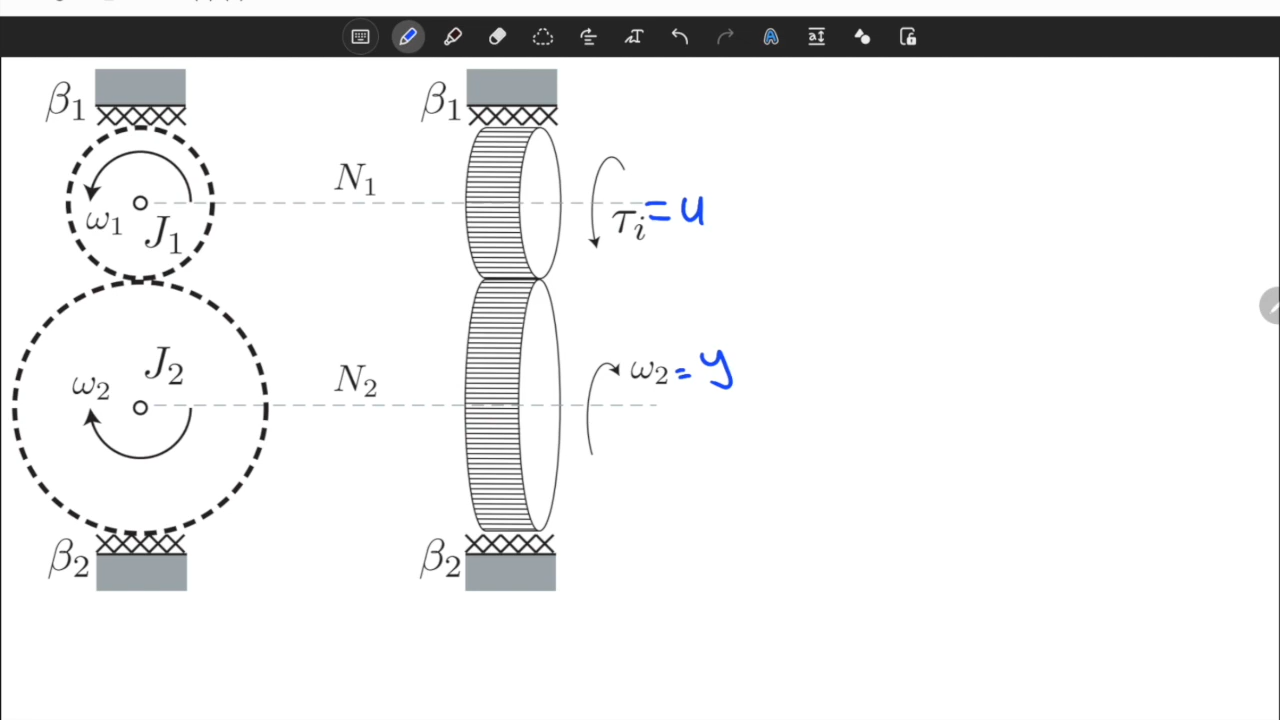 β₁
β₁
N₁
ω₁
J₁
τᵢ = u
J₂
ω₂
N₂
ω₂ = y
β₂
β₂